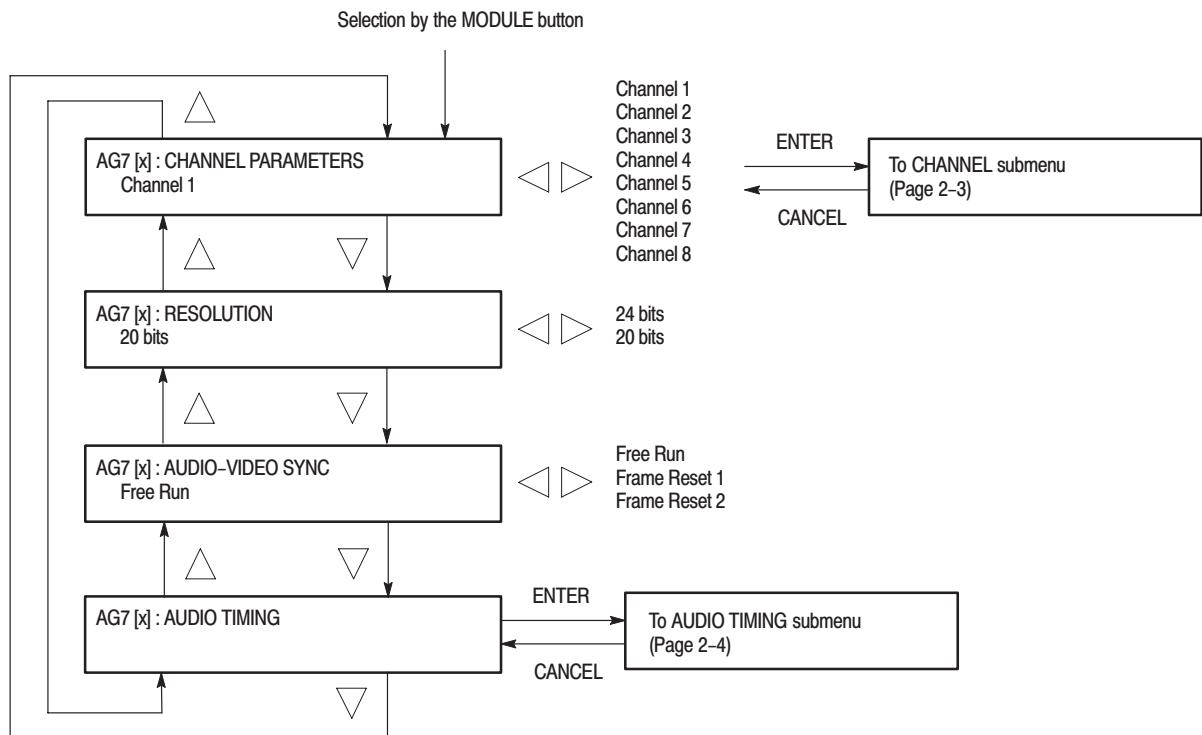 Selection by the MODULE button
AG7 [x] : CHANNEL PARAMETERS
Channel 1
Channel 1
Channel 2
Channel 3
Channel 4
Channel 5
Channel 6
Channel 7
Channel 8
ENTER
CANCEL
To CHANNEL submenu
(Page 2–3)
AG7 [x] : RESOLUTION
20 bits
24 bits
20 bits
AG7 [x] : AUDIO–VIDEO SYNC
Free Run
Free Run
Frame Reset 1
Frame Reset 2
AG7 [x] : AUDIO TIMING
ENTER
CANCEL
To AUDIO TIMING submenu
(Page 2–4)